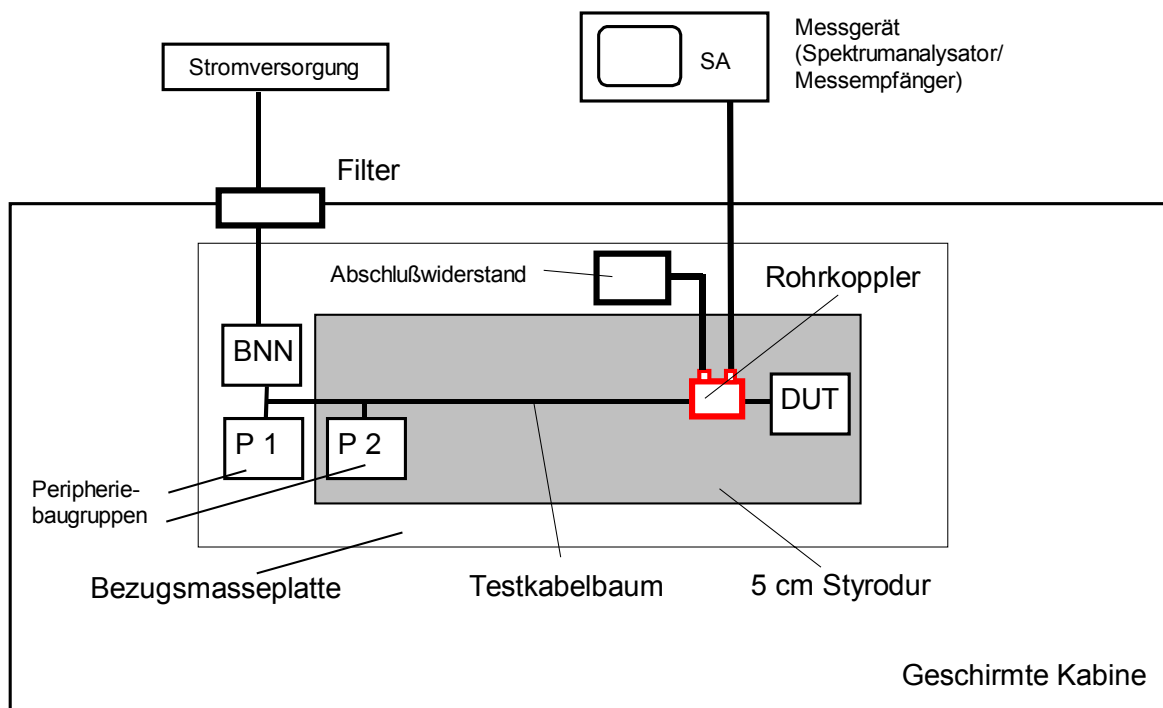 Stromversorgung
SA
Messgerät
(Spektrumanalysator/
Messempfänger)
Filter
Abschlußwiderstand
Rohrkoppler
BNN
DUT
P 1
P 2
Peripherie-
baugruppen
Bezugsmasseplatte
Testkabelbaum
5 cm Styrodur
Geschirmte Kabine